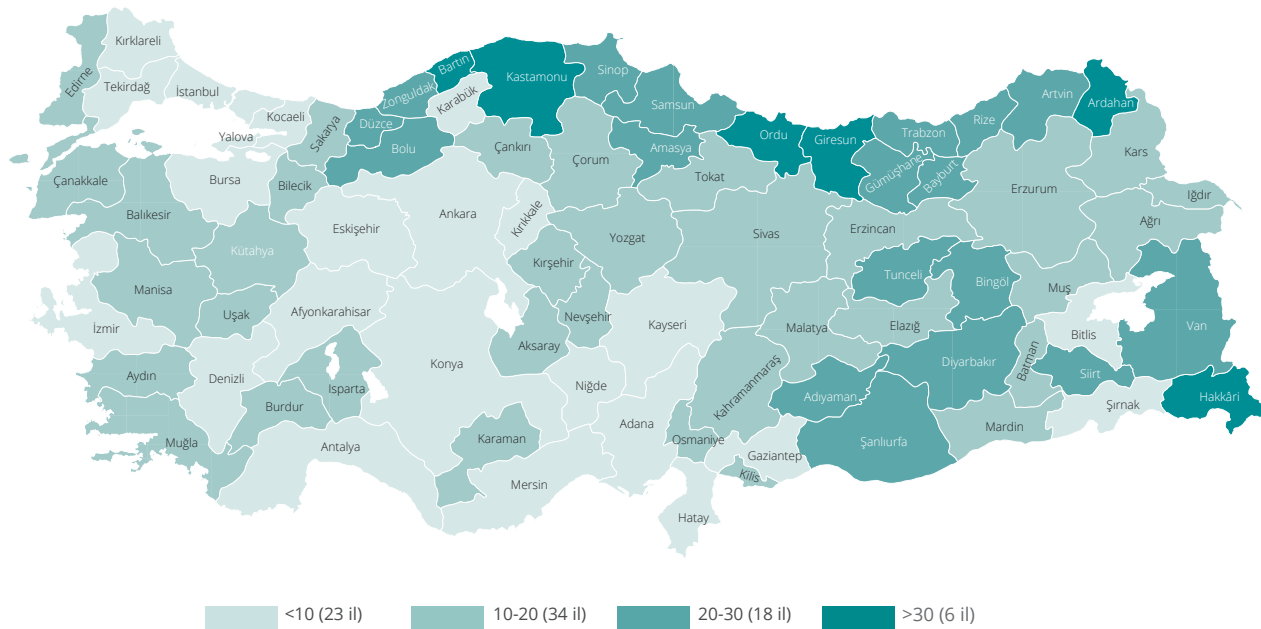 Kırklareli
Edirne
Tekirdağ
İstanbul
Kocaeli
Yalova
Sakarya
Düzce
Zonguldak
Bartın
Karabük
Kastamonu
Sinop
Samsun
Ordu
Giresun
Trabzon
Rize
Artvin
Ardahan
Bolu
Çankırı
Çorum
Amasya
Tokat
Gümüşhane
Bayburt
Erzurum
Kars
Iğdır
Ağrı
Çanakkale
Balıkesir
Bursa
Bilecik
Eskişehir
Ankara
Kırıkkale
Yozgat
Sivas
Erzincan
Kütahya
Kırşehir
Tunceli
Bingöl
Muş
Manisa
Uşak
Afyonkarahisar
Nevşehir
Kayseri
Malatya
Elazığ
Bitlis
Van
İzmir
Konya
Aksaray
Diyarbakır
Batman
Siirt
Aydın
Denizli
Isparta
Burdur
Niğde
Kahramanmaraş
Adıyaman
Şırnak
Hakkâri
Muğla
Antalya
Karaman
Adana
Osmaniye
Gaziantep
Şanlıurfa
Mardin
Mersin
Kilis
Hatay
<10 (23 il)
10-20 (34 il)
20-30 (18 il)
>30 (6 il)